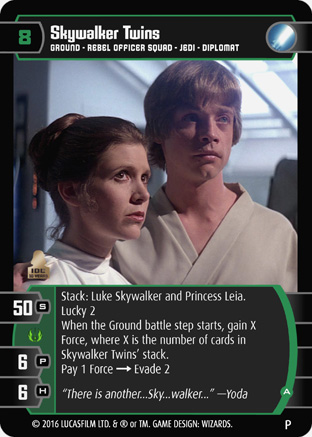 8
Skywalker Twins
GROUND - REBEL OFFICER SQUAD - JEDI - DIPLOMAT
IDC
50 S
Stack: Luke Skywalker and Princess Leia.
Lucky 2
When the Ground battle step starts, gain X
Force, where X is the number of cards in
Skywalker Twins' stack.
Pay 1 Force → Evade 2
6 P
6 H
"There is another...Sky...walker..." —Yoda
A
© 2016 LUCASFILM LTD. & ® or TM. GAME DESIGN: WIZARDS.
P